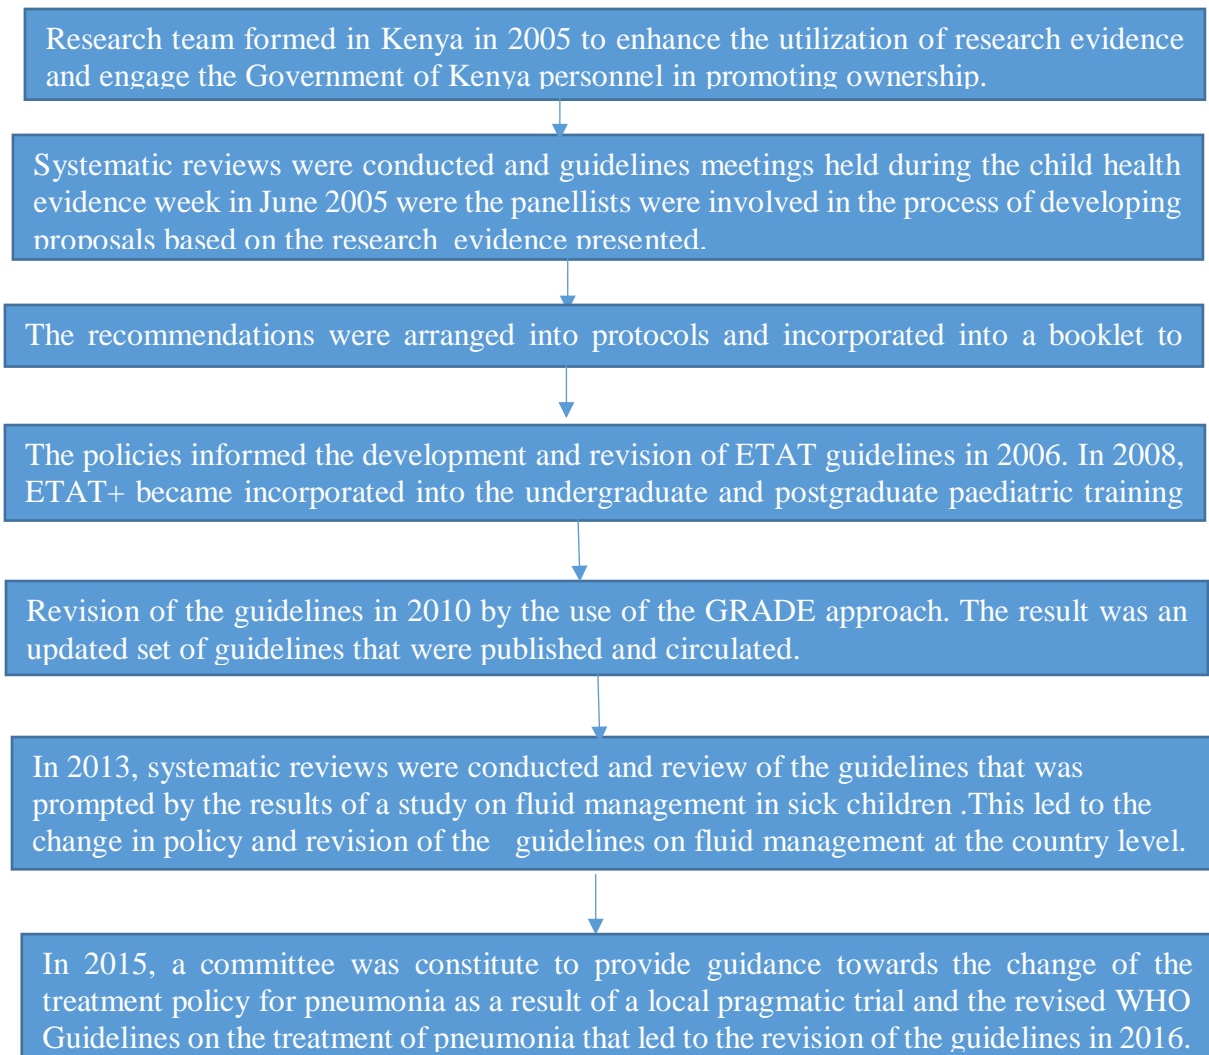 Research team formed in Kenya in 2005 to enhance the utilization of research evidence
and engage the Government of Kenya personnel in promoting ownership.
Systematic reviews were conducted and guidelines meetings held during the child health
evidence week in June 2005 were the panellists were involved in the process of developing
proposals based on the research evidence presented.
The recommendations were arranged into protocols and incorporated into a booklet to
The policies informed the development and revision of ETAT guidelines in 2006. In 2008,
ETAT+ became incorporated into the undergraduate and postgraduate paediatric training
Revision of the guidelines in 2010 by the use of the GRADE approach. The result was an
updated set of guidelines that were published and circulated.
In 2013, systematic reviews were conducted and review of the guidelines that was
prompted by the results of a study on fluid management in sick children .This led to the
change in policy and revision of the guidelines on fluid management at the country level.
In 2015, a committee was constitute to provide guidance towards the change of the
treatment policy for pneumonia as a result of a local pragmatic trial and the revised WHO
Guidelines on the treatment of pneumonia that led to the revision of the guidelines in 2016.